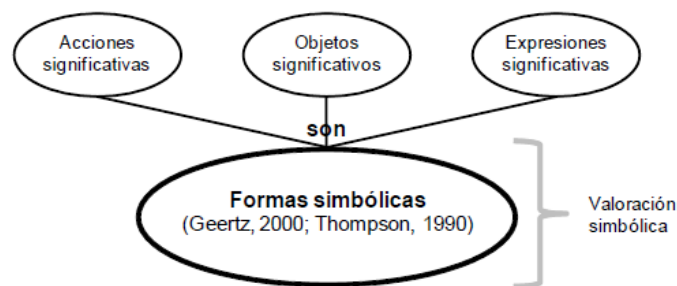 Acciones
significativas
Objetos
significativos
Expresiones
significativas
son
Formas simbólicas
(Geertz, 2000; Thompson, 1990)
Valoración
simbólica